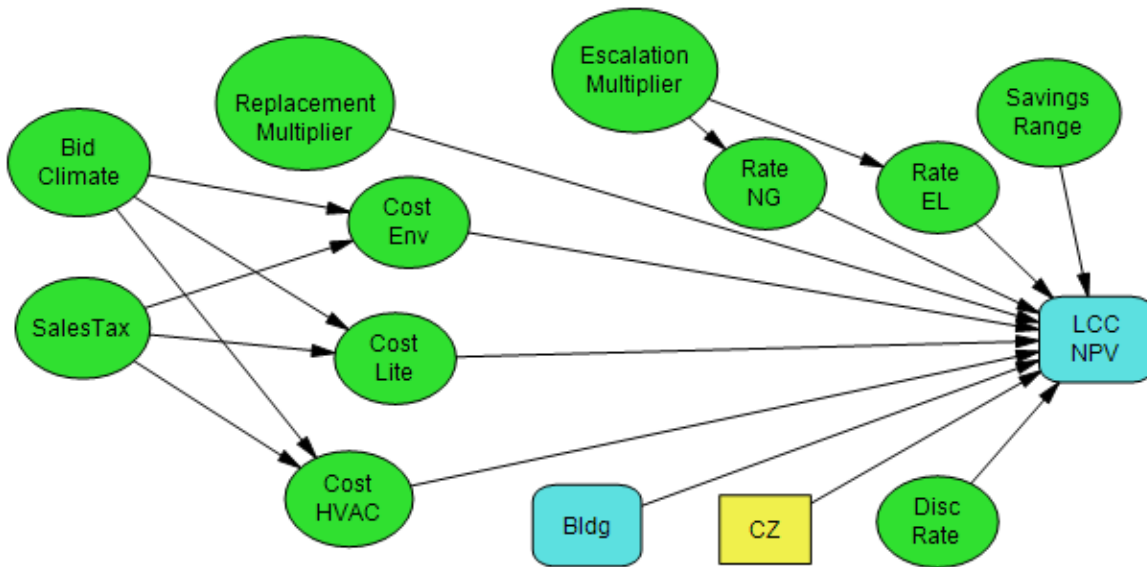 Escalation
Multiplier
Replacement
Multiplier
Savings
Range
Bid
Climate
Rate
NG
Rate
EL
Cost
Env
SalesTax
Cost
Lite
LCC
NPV
Cost
HVAC
Bldg
CZ
Disc
Rate